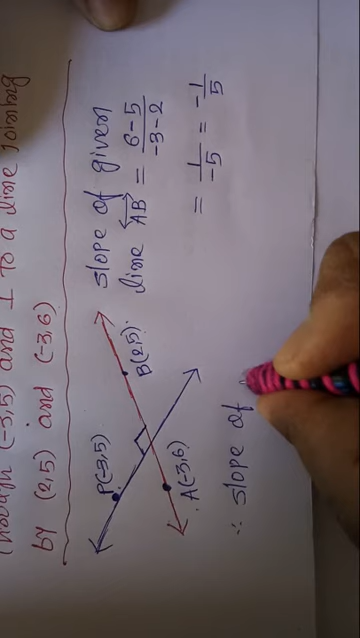 through (-3,5) and ⊥ to a line joining
by (2,5) and (-3,6)
P(-3,5)
B(2,5).
A(-3,6)
slope of given
line AB = 6-5 / -3-2
= 1/-5 = -1/5
∴ slope of